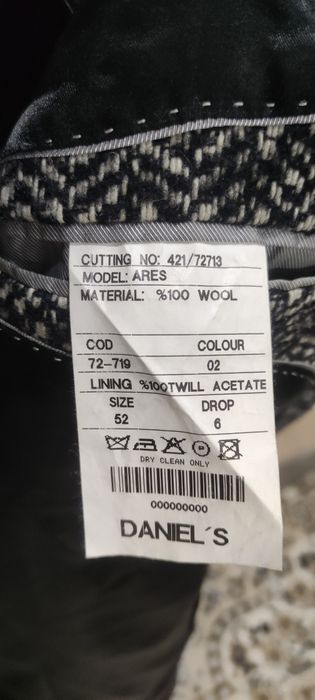 CUTTING NO: 421/72713
MODEL: ARES
MATERIAL: %100 WOOL
COD COLOUR
72-719 02
LINING %100TWILL ACETATE
SIZE DROP
52 6
P
DRY CLEAN ONLY
000000000
DANIEL´S